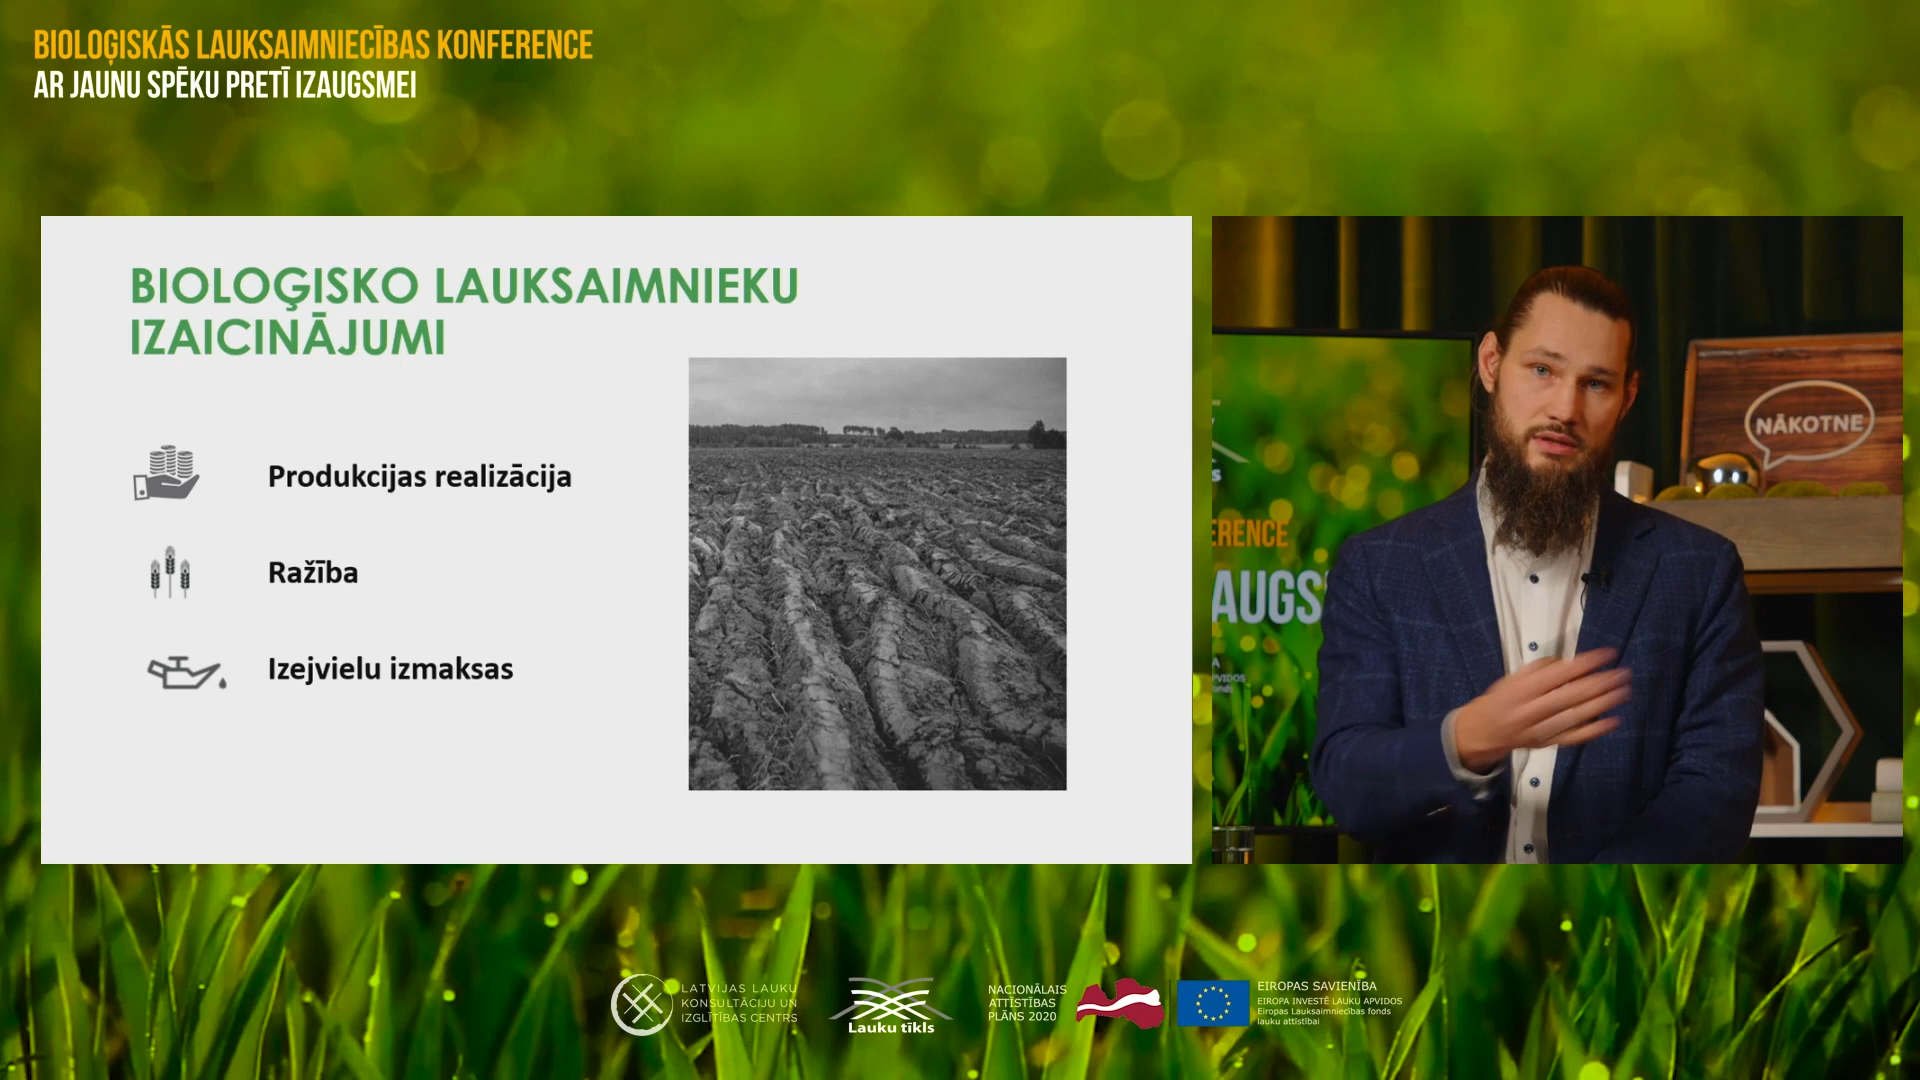 BIOLOĢISKĀS LAUKSAIMNIECĪBAS KONFERENCE
AR JAUNU SPĒKU PRETĪ IZAUGSMEI
BIOLOĢISKO LAUKSAIMNIEKU
IZAICINĀJUMI
Produkcijas realizācija
Ražība
Izejvielu izmaksas
NĀKOTNE
ERENCE
AUGS
LATVIJAS LAUKU
KONSULTĀCIJU UN
IZGLĪTĪBAS CENTRS
Lauku tīkls
NACIONĀLAIS
ATTĪSTĪBAS
PLĀNS 2020
EIROPAS SAVIENĪBA
EIROPA INVESTĒ LAUKU APVIDOS
Eiropas Lauksaimniecības fonds
lauku attīstībai